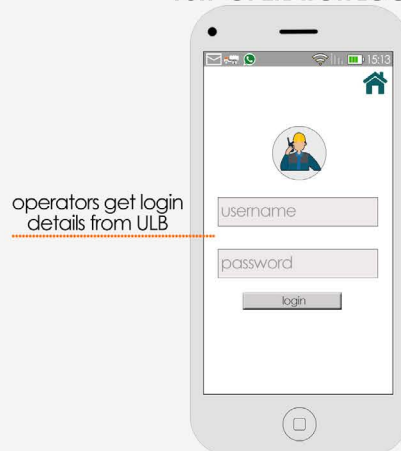 15:13
operators get login
details from ULB
username
password
login